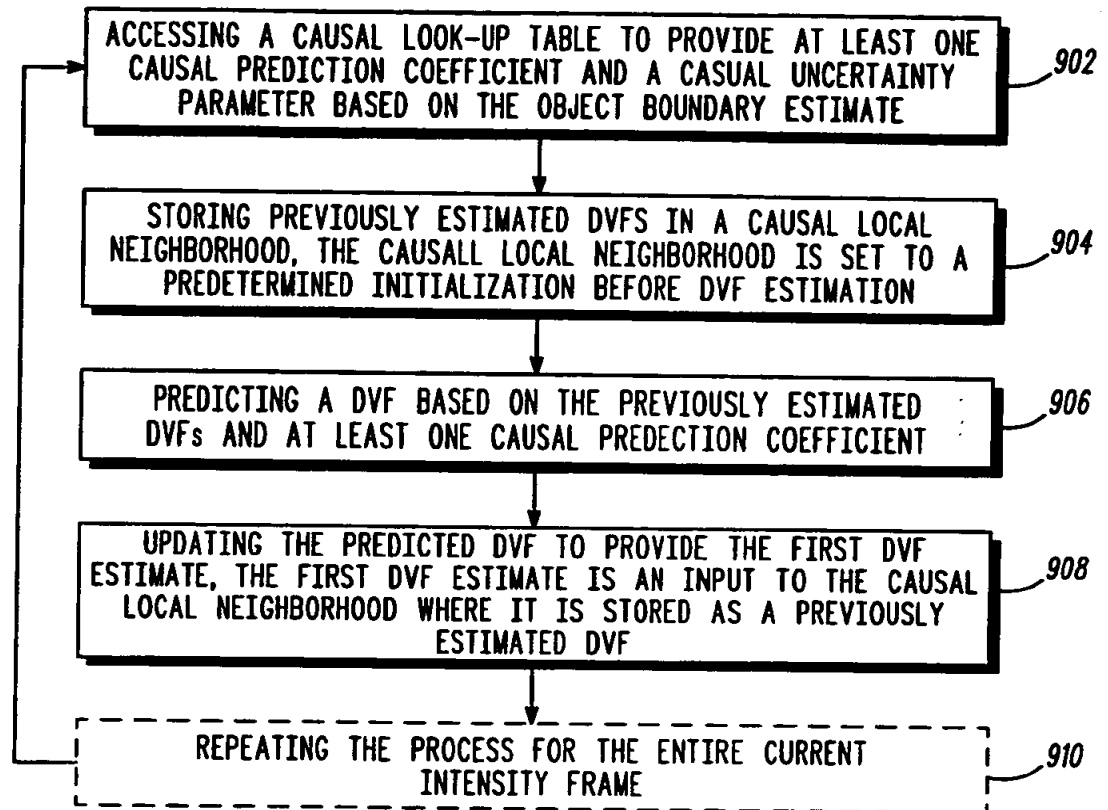 ACCESSING A CAUSAL LOOK-UP TABLE TO PROVIDE AT LEAST ONE
CAUSAL PREDICTION COEFFICIENT AND A CASUAL UNCERTAINTY
PARAMETER BASED ON THE OBJECT BOUNDARY ESTIMATE
902
STORING PREVIOUSLY ESTIMATED DVFS IN A CAUSAL LOCAL
NEIGHBORHOOD, THE CAUSALL LOCAL NEIGHBORHOOD IS SET TO A
PREDETERMINED INITIALIZATION BEFORE DVF ESTIMATION
904
PREDICTING A DVF BASED ON THE PREVIOUSLY ESTIMATED
DVFs AND AT LEAST ONE CAUSAL PREDECTION COEFFICIENT
906
UPDATING THE PREDICTED DVF TO PROVIDE THE FIRST DVF
ESTIMATE, THE FIRST DVF ESTIMATE IS AN INPUT TO THE CAUSAL
LOCAL NEIGHBORHOOD WHERE IT IS STORED AS A PREVIOUSLY
ESTIMATED DVF
908
REPEATING THE PROCESS FOR THE ENTIRE CURRENT
INTENSITY FRAME
910